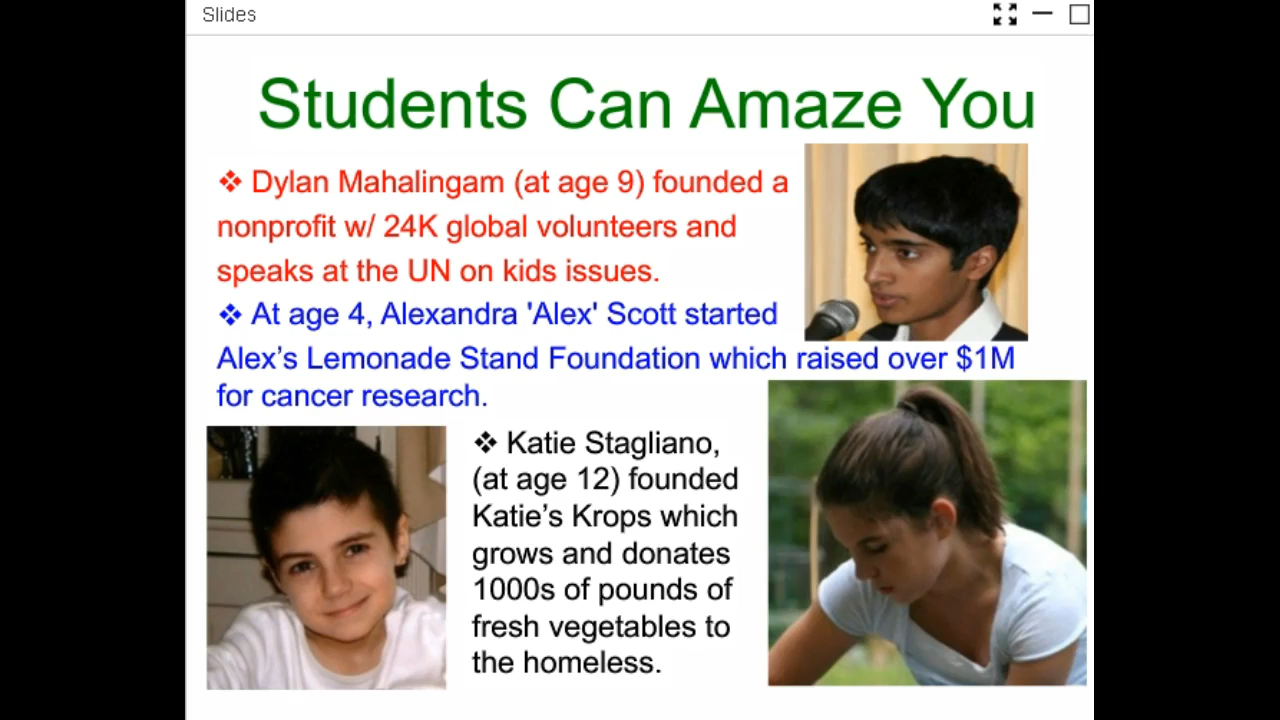 Slides
Students Can Amaze You
❖ Dylan Mahalingam (at age 9) founded a
nonprofit w/ 24K global volunteers and
speaks at the UN on kids issues.
❖ At age 4, Alexandra 'Alex' Scott started
Alex’s Lemonade Stand Foundation which raised over $1M
for cancer research.
❖ Katie Stagliano,
(at age 12) founded
Katie’s Krops which
grows and donates
1000s of pounds of
fresh vegetables to
the homeless.